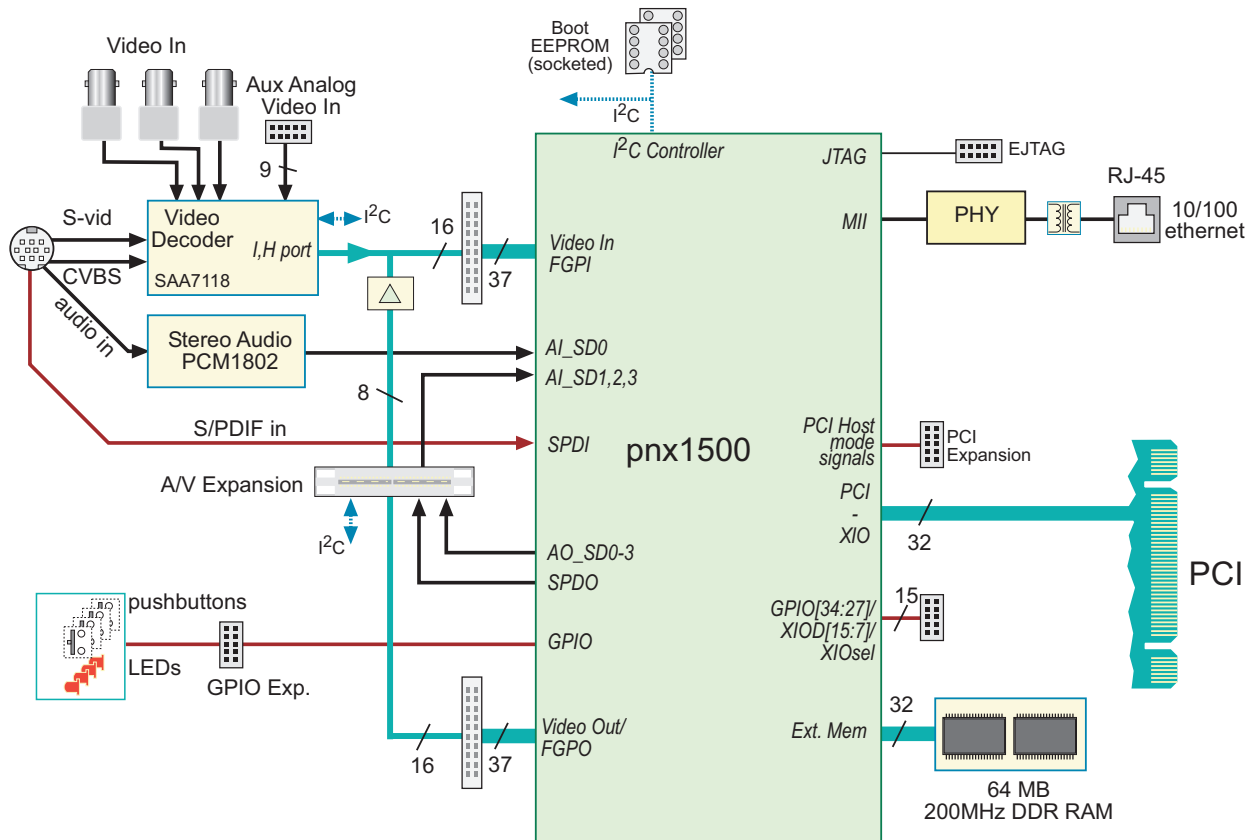 Video In
Aux Analog
Video In
9
Boot
EEPROM
(socketed)
I²C
I²C Controller
JTAG
EJTAG
RJ-45
PHY
MII
10/100
ethernet
S-vid
Video
Decoder
I,H port
SAA7118
I²C
CVBS
16
37
Video In
FGPI
audio in
Stereo Audio
PCM1802
AI_SD0
AI_SD1,2,3
8
S/PDIF in
SPDI
pnx1500
PCI Host
mode
signals
PCI
Expansion
A/V Expansion
I²C
PCI
-
XIO
32
PCI
AO_SD0-3
SPDO
pushbuttons
LEDs
GPIO Exp.
GPIO
GPIO[34:27]/
XIOD[15:7]/
XIOsel
15
Video Out/
FGPO
16
37
Ext. Mem
32
64 MB
200MHz DDR RAM